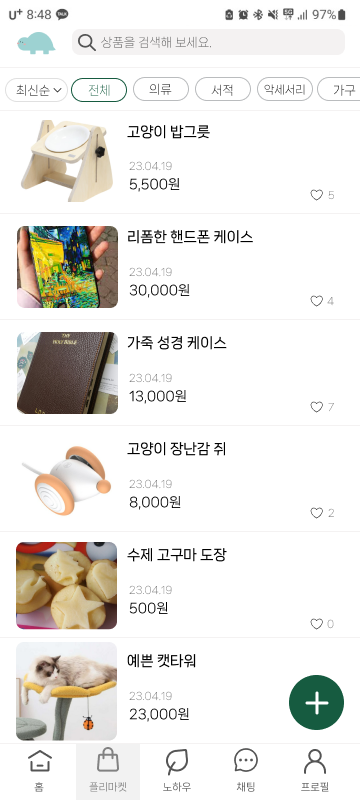 U+ 8:48 TALK 5G 97%
상품을 검색해 보세요.
최신순 전체 의류 서적 악세서리 가구
고양이 밥그릇
23.04.19
5,500원
5
리폼한 핸드폰 케이스
23.04.19
30,000원
4
THE
HOLY BIBLE
가죽 성경 케이스
23.04.19
13,000원
7
고양이 장난감 쥐
23.04.19
8,000원
2
수제 고구마 도장
23.04.19
500원
0
예쁜 캣타워
23.04.19
23,000원
홈 플리마켓 노하우 채팅 프로필